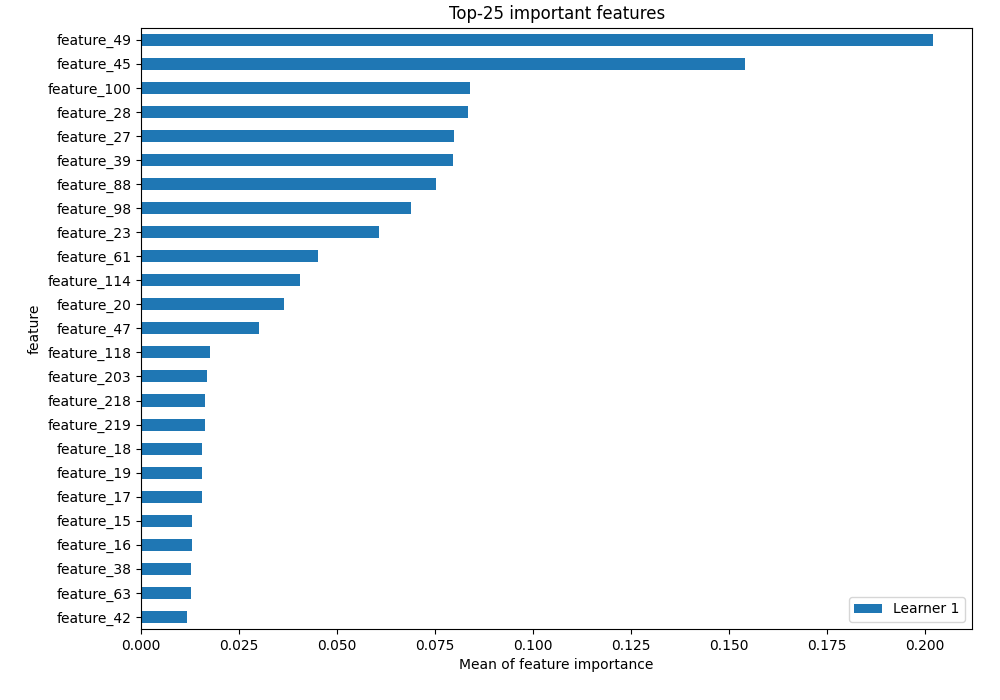 Top-25 important features
feature_49
feature_45
feature_100
feature_28
feature_27
feature_39
feature_88
feature_98
feature_23
feature_61
feature_114
feature_20
feature_47
feature_118
feature_203
feature_218
feature_219
feature_18
feature_19
feature_17
feature_15
feature_16
feature_38
feature_63
feature_42
feature
Learner 1
0.000 0.025 0.050 0.075 0.100 0.125 0.150 0.175 0.200
Mean of feature importance